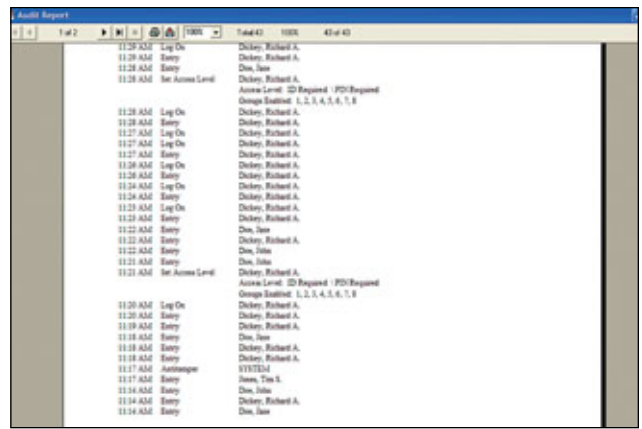 Audit Report
1 of 2 100% Total:43 100% 43 of 43
11:29 AM Log On Dickey, Richard A.
11:29 AM Entry Dickey, Richard A.
11:28 AM Entry Doe, Jane
11:28 AM Set Access Level Dickey, Richard A.
Access Level: ID Required \ PIN Required
Groups Enabled: 1, 2, 3, 4, 5, 6, 7, 8
11:28 AM Log On Dickey, Richard A.
11:28 AM Entry Dickey, Richard A.
11:27 AM Log On Dickey, Richard A.
11:27 AM Log On Dickey, Richard A.
11:27 AM Entry Dickey, Richard A.
11:26 AM Log On Dickey, Richard A.
11:26 AM Entry Dickey, Richard A.
11:24 AM Log On Dickey, Richard A.
11:24 AM Entry Dickey, Richard A.
11:23 AM Log On Dickey, Richard A.
11:23 AM Entry Dickey, Richard A.
11:22 AM Entry Doe, Jane
11:22 AM Entry Dickey, Richard A.
11:22 AM Entry Doe, John
11:21 AM Entry Doe, John
11:21 AM Set Access Level Dickey, Richard A.
Access Level: ID Required \ PIN Required
Groups Enabled: 1, 2, 3, 4, 5, 6, 7, 8
11:20 AM Log On Dickey, Richard A.
11:20 AM Entry Dickey, Richard A.
11:19 AM Entry Dickey, Richard A.
11:18 AM Entry Doe, Jane
11:18 AM Entry Dickey, Richard A.
11:18 AM Entry Dickey, Richard A.
11:17 AM Antitamper SYSTEM
11:17 AM Entry Jones, Tim S.
11:14 AM Entry Doe, John
11:14 AM Entry Dickey, Richard A.
11:14 AM Entry Doe, Jane